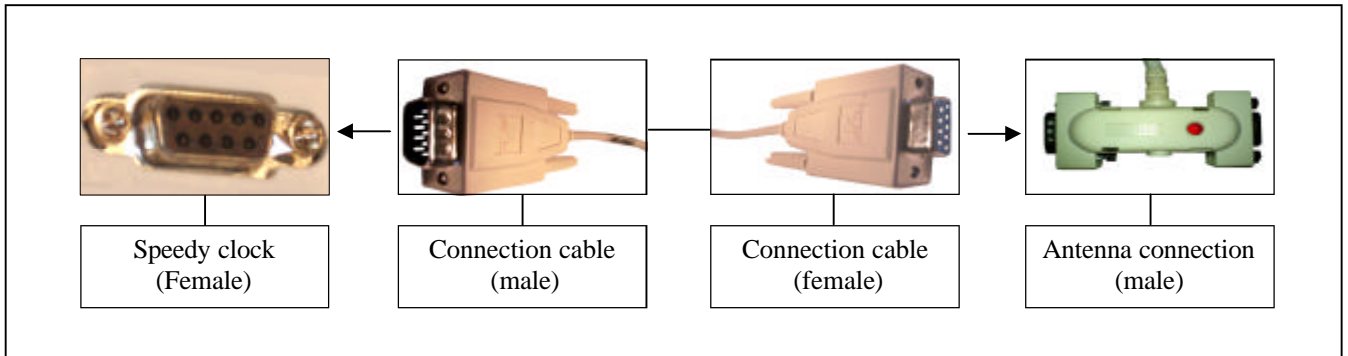 Speedy clock
(Female)
Connection cable
(male)
Connection cable
(female)
Antenna connection
(male)